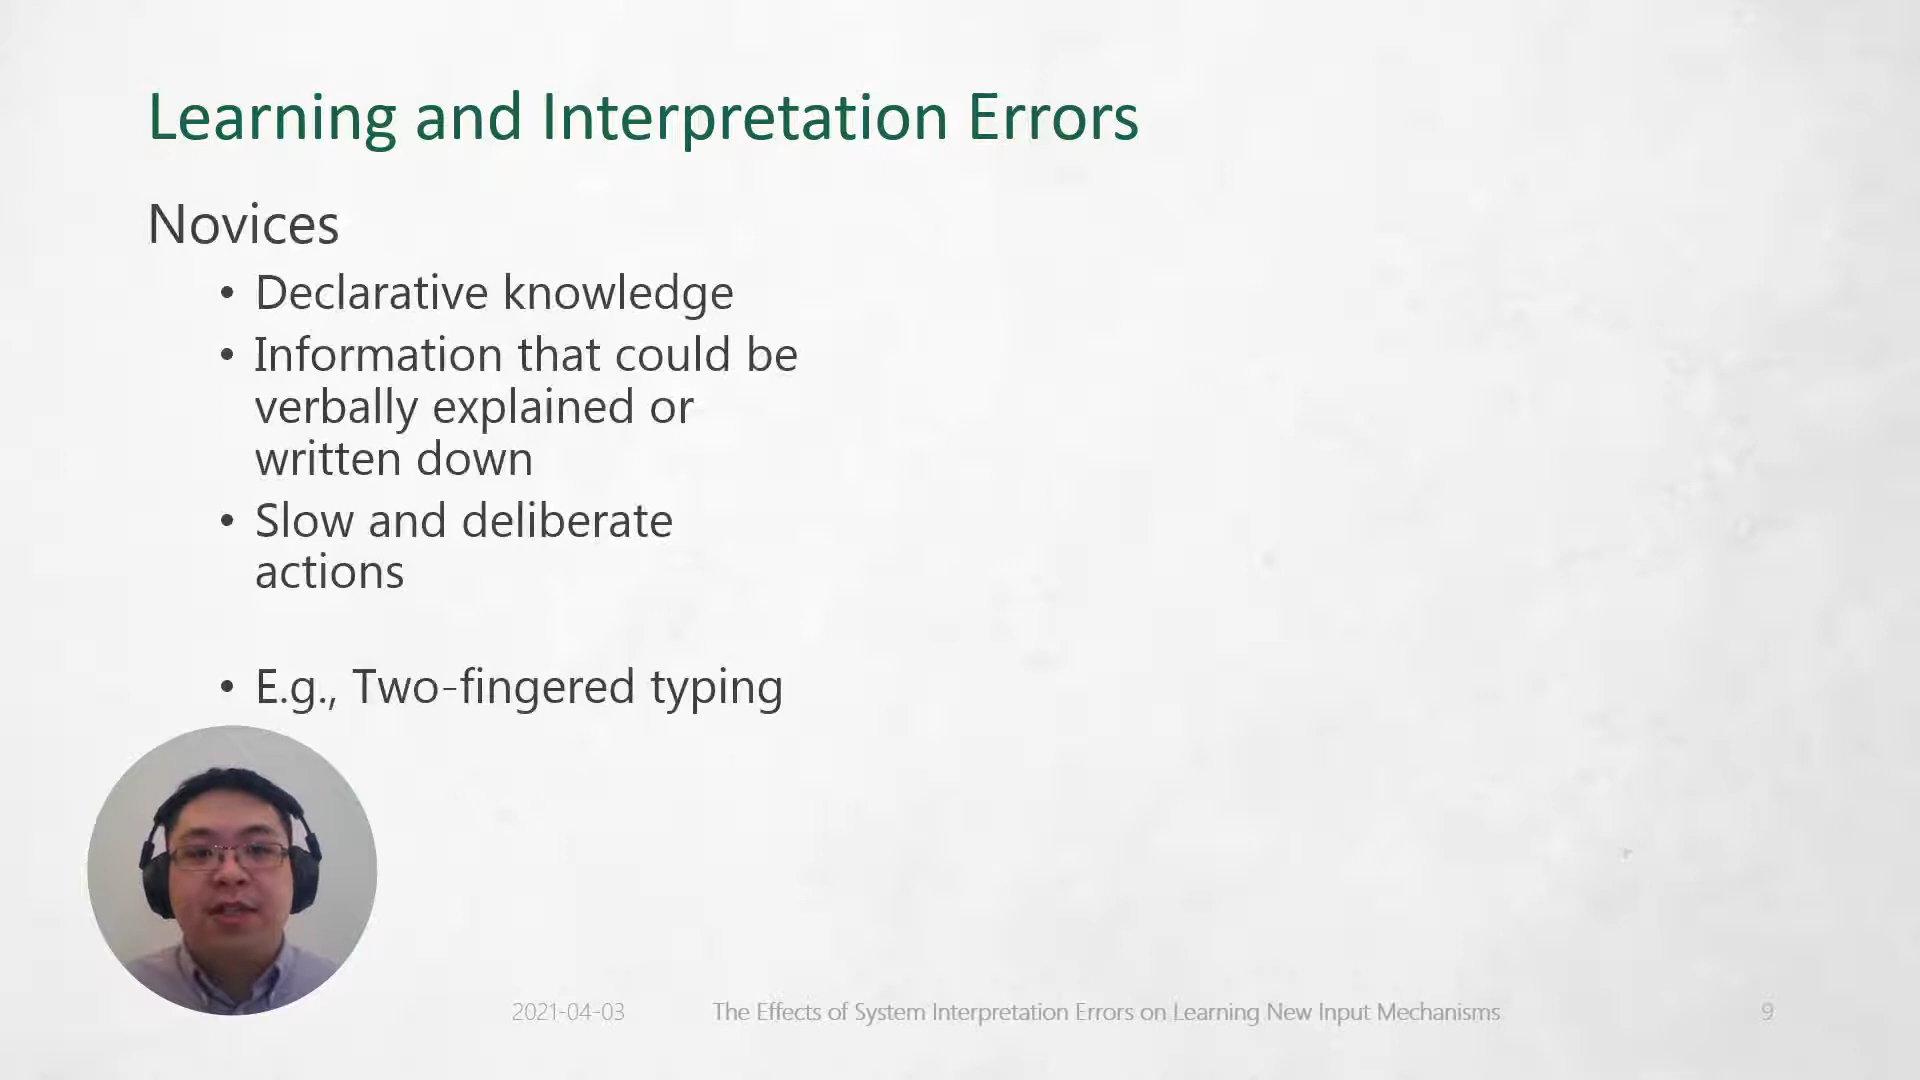 Learning and Interpretation Errors
Novices
• Declarative knowledge
• Information that could be
verbally explained or
written down
• Slow and deliberate
actions
• E.g., Two-fingered typing
2021-04-03
The Effects of System Interpretation Errors on Learning New Input Mechanisms
9